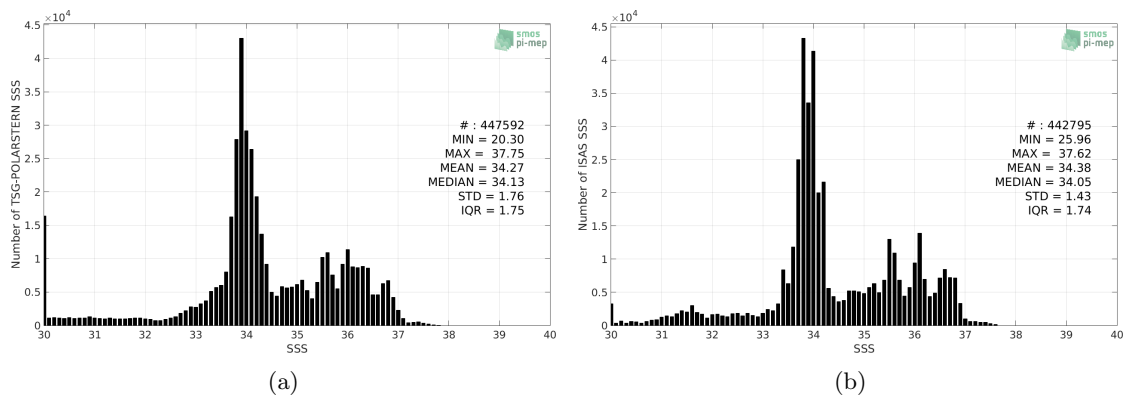 ×10⁴
4.5
4
3.5
3
2.5
2
1.5
1
0.5
0
Number of TSG-POLARSTERN SSS
smos
pi-mep
# : 447592
MIN = 20.30
MAX = 37.75
MEAN = 34.27
MEDIAN = 34.13
STD = 1.76
IQR = 1.75
30 31 32 33 34 35 36 37 38 39 40
SSS
(a)
×10⁴
4.5
4
3.5
3
2.5
2
1.5
1
0.5
0
Number of ISAS SSS
smos
pi-mep
# : 442795
MIN = 25.96
MAX = 37.62
MEAN = 34.38
MEDIAN = 34.05
STD = 1.43
IQR = 1.74
30 31 32 33 34 35 36 37 38 39 40
SSS
(b)